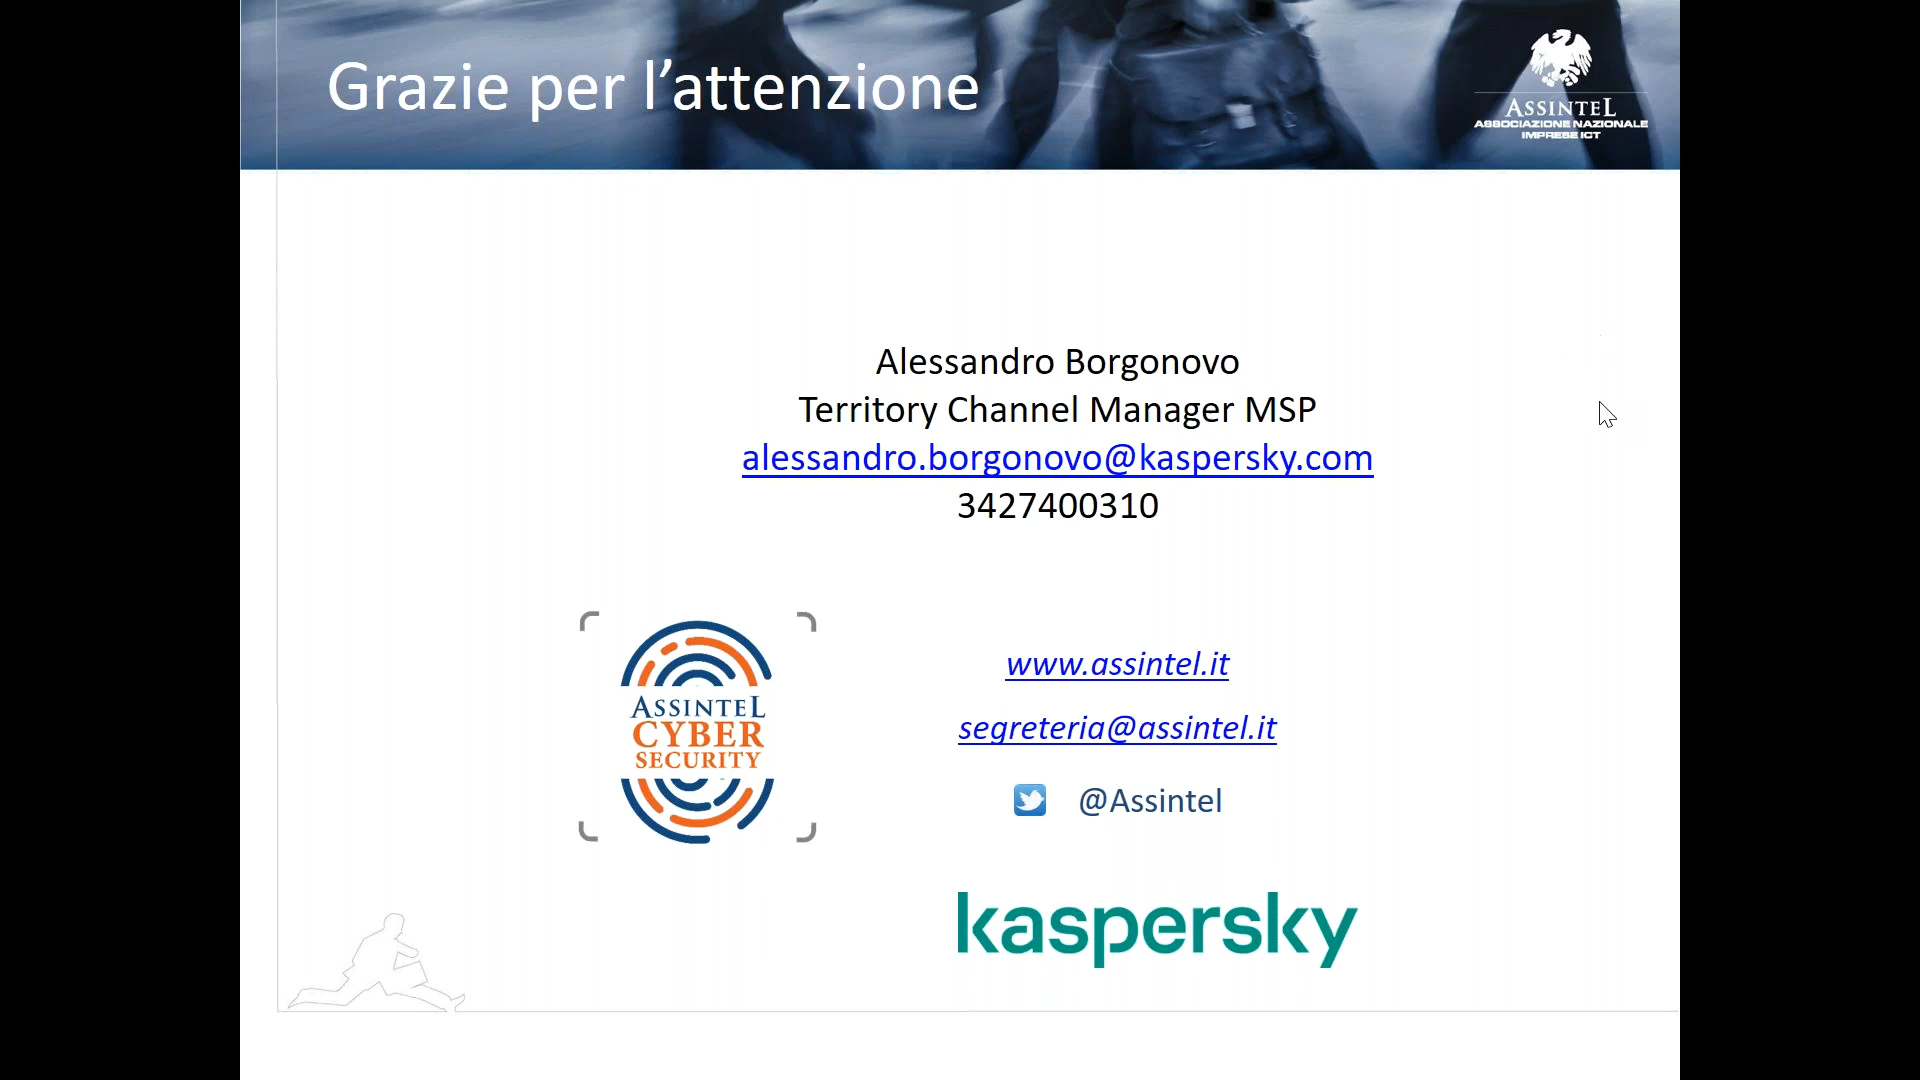 Grazie per l’attenzione
ASSINTEL
ASSOCIAZIONE NAZIONALE
IMPRESE ICT
Alessandro Borgonovo
Territory Channel Manager MSP
alessandro.borgonovo@kaspersky.com
3427400310
ASSINTEL
CYBER
SECURITY
www.assintel.it
segreteria@assintel.it
@Assintel
kaspersky